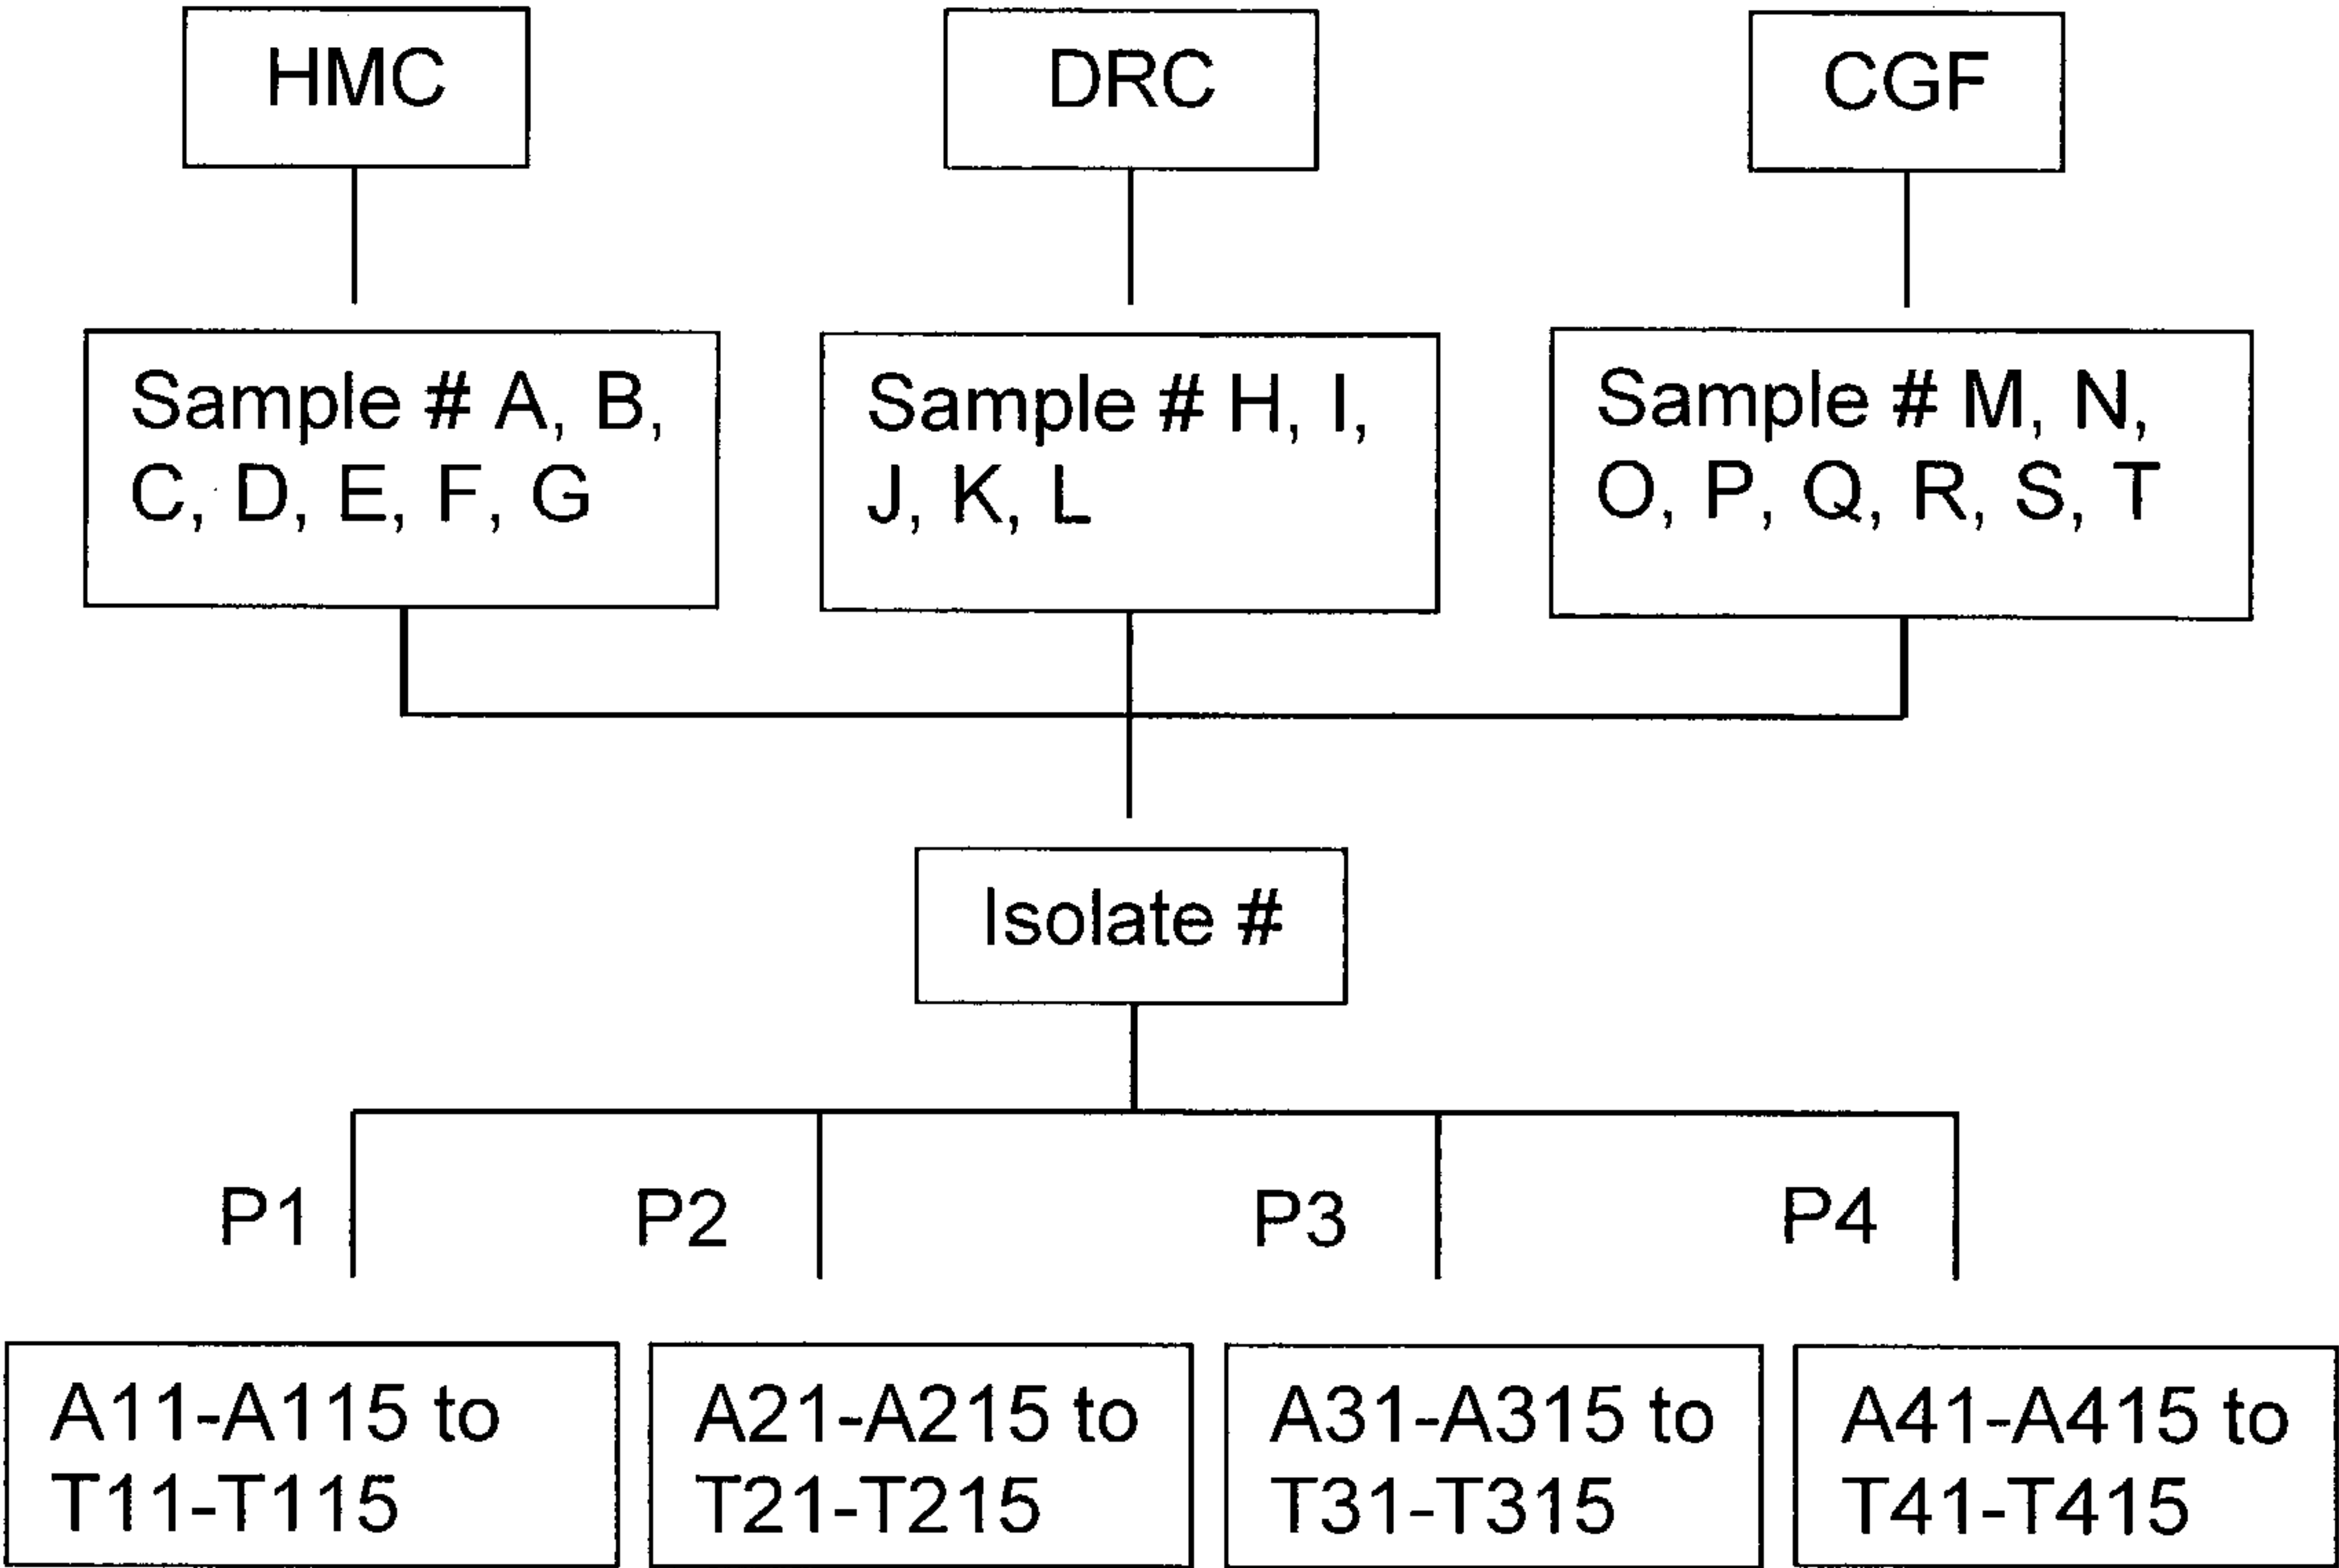 HMC
DRC
CGF
Sample # A, B,
C, D, E, F, G
Sample # H, I,
J, K, L
Sample # M, N,
O, P, Q, R, S, T
Isolate #
P1
P2
P3
P4
A11-A115 to
T11-T115
A21-A215 to
T21-T215
A31-A315 to
T31-T315
A41-A415 to
T41-T415